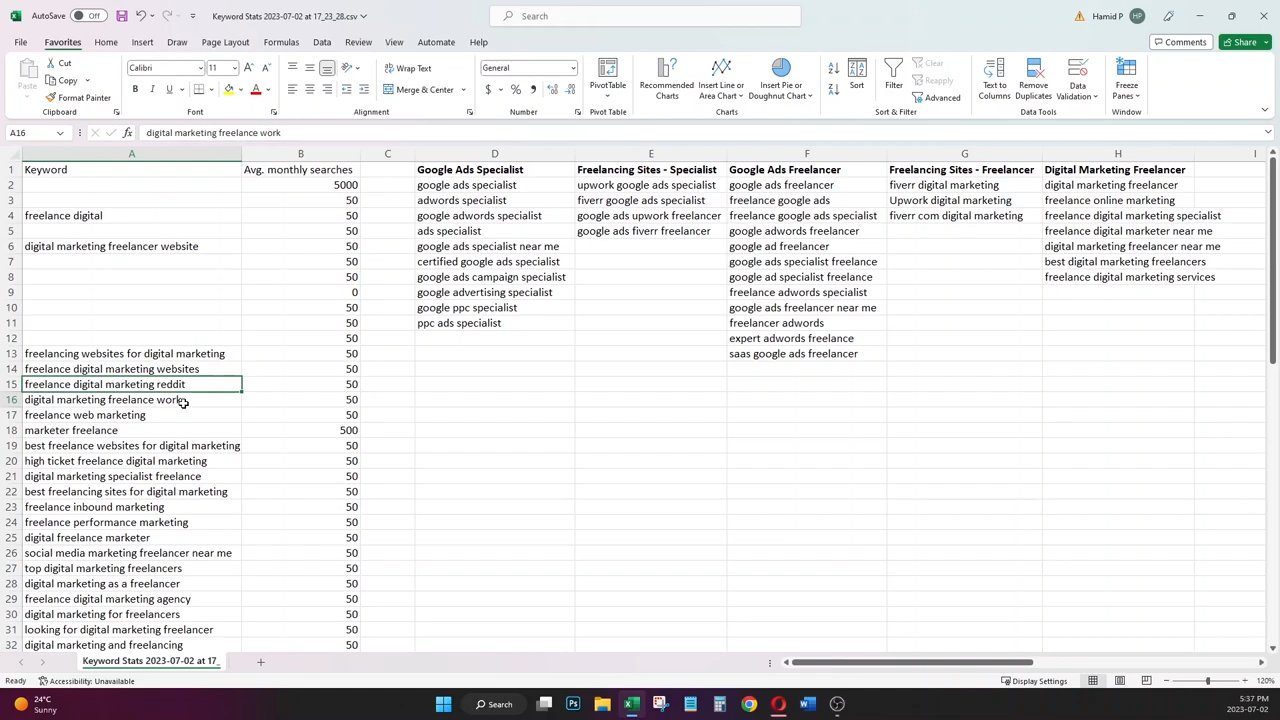 AutoSave Off Keyword Stats 2023-07-02 at 17_23_28.csv Search Hamid P HP
File Favorites Home Insert Draw Page Layout Formulas Data Review View Automate Help Comments Share
Cut
Copy
Format Painter
Paste
Clipboard
Calibri 11
B I U
Font
Wrap Text
Merge & Center
Alignment
General
$ %
Number
PivotTable
Pivot Table
Recommended Charts
Insert Line or Area Chart
Insert Pie or Doughnut Chart
Charts
Sort
Filter
Clear
Reapply
Advanced
Sort & Filter
Text to Columns
Remove Duplicates
Data Validation
Data Tools
Freeze Panes
Window
A16 fx digital marketing freelance work
A B C D E F G H I
1 Keyword Avg. monthly searches Google Ads Specialist Freelancing Sites - Specialist Google Ads Freelancer Freelancing Sites - Freelancer Digital Marketing Freelancer
2 5000 google ads specialist upwork google ads specialist google ads freelancer fiverr digital marketing digital marketing freelancer
3 50 adwords specialist fiverr google ads specialist freelance google ads Upwork digital marketing freelance online marketing
4 freelance digital 50 google adwords specialist google ads upwork freelancer freelance google ads specialist fiverr com digital marketing freelance digital marketing specialist
5 50 ads specialist google ads fiverr freelancer google adwords freelancer freelance digital marketer near me
6 digital marketing freelancer website 50 google ads specialist near me google ad freelancer digital marketing freelancer near me
7 50 certified google ads specialist google ads specialist freelance best digital marketing freelancers
8 50 google ads campaign specialist google ad specialist freelance freelance digital marketing services
9 0 google advertising specialist freelance adwords specialist
10 50 google ppc specialist google ads freelancer near me
11 50 ppc ads specialist freelancer adwords
12 50 expert adwords freelance
13 freelancing websites for digital marketing 50 saas google ads freelancer
14 freelance digital marketing websites 50
15 freelance digital marketing reddit 50
16 digital marketing freelance work 50
17 freelance web marketing 50
18 marketer freelance 500
19 best freelance websites for digital marketing 50
20 high ticket freelance digital marketing 50
21 digital marketing specialist freelance 50
22 best freelancing sites for digital marketing 50
23 freelance inbound marketing 50
24 freelance performance marketing 50
25 digital freelance marketer 50
26 social media marketing freelancer near me 50
27 top digital marketing freelancers 50
28 digital marketing as a freelancer 50
29 freelance digital marketing agency 50
30 digital marketing for freelancers 50
31 looking for digital marketing freelancer 50
32 digital marketing and freelancing 50
Keyword Stats 2023-07-02 at 17_
Ready Accessibility: Unavailable Display Settings 120%
24°C
Sunny
Search
5:37 PM
2023-07-02